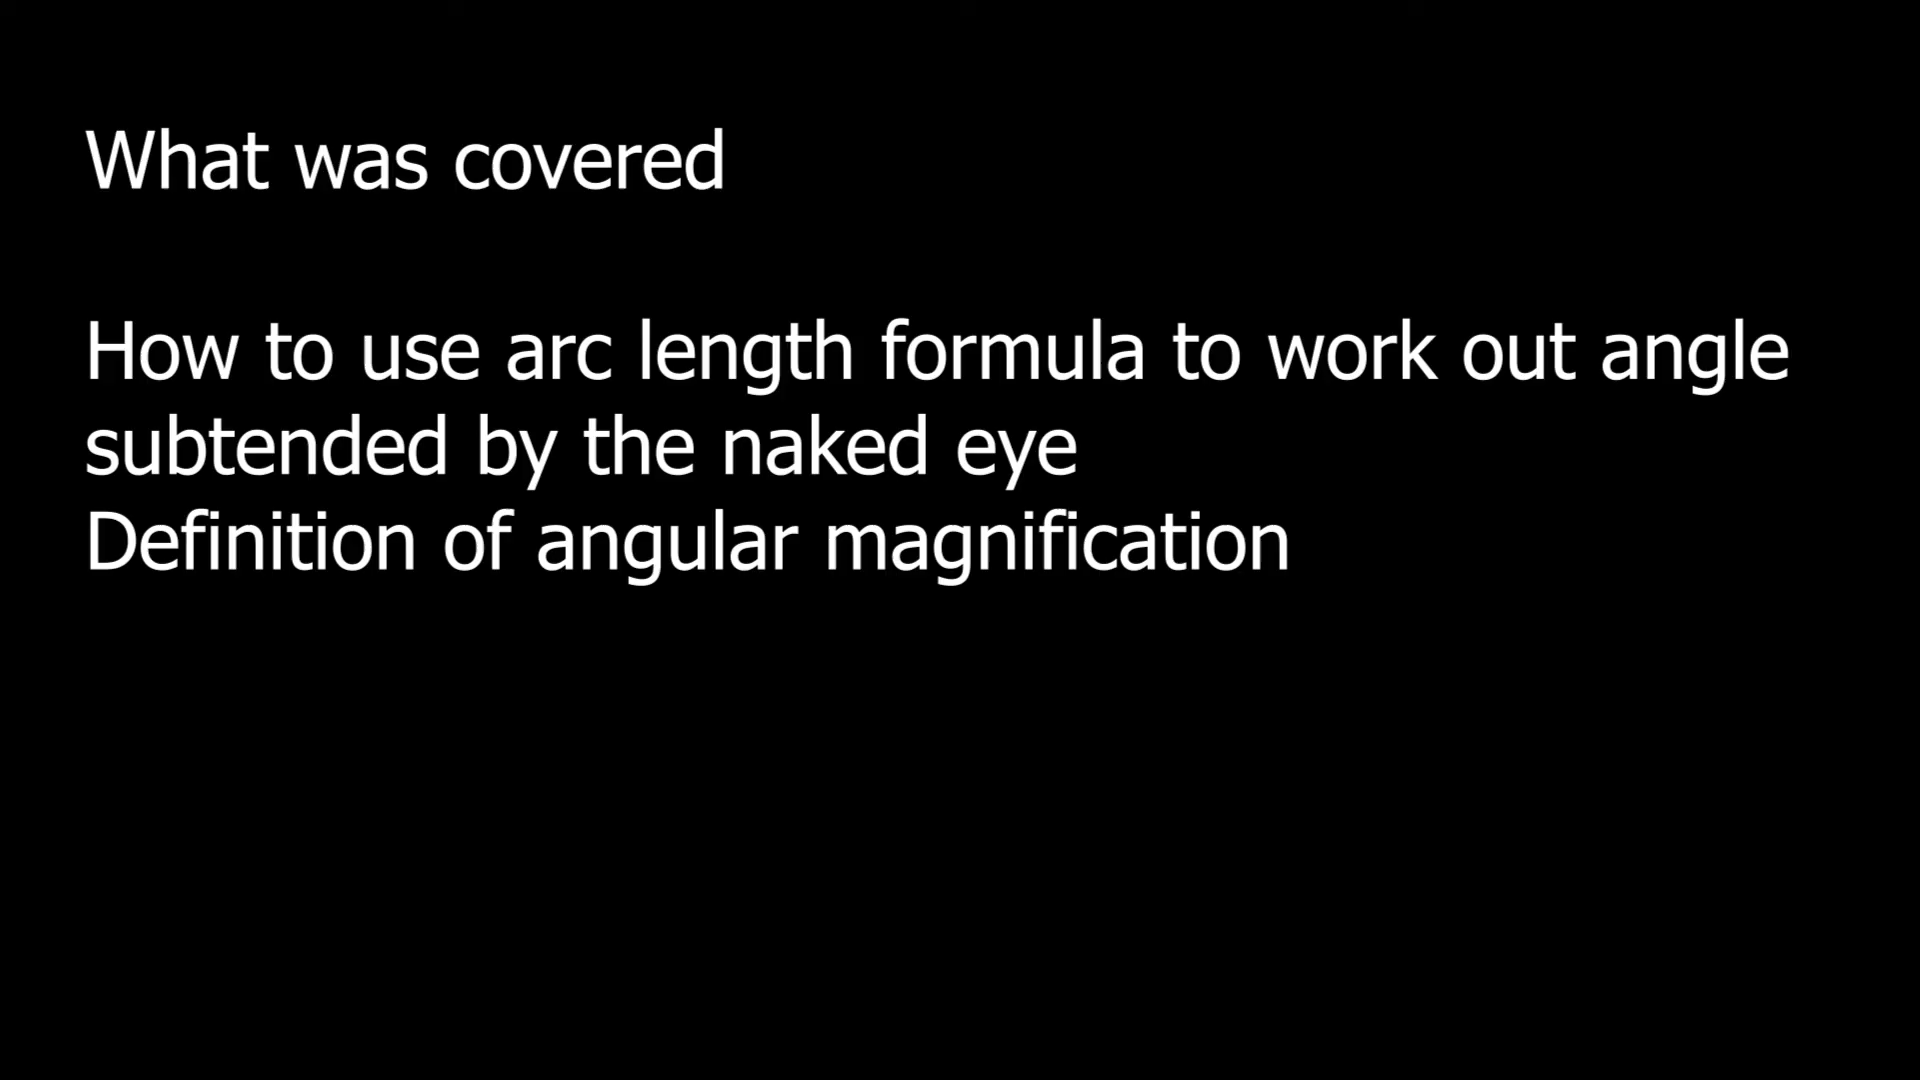 What was covered
How to use arc length formula to work out angle
subtended by the naked eye
Definition of angular magnification